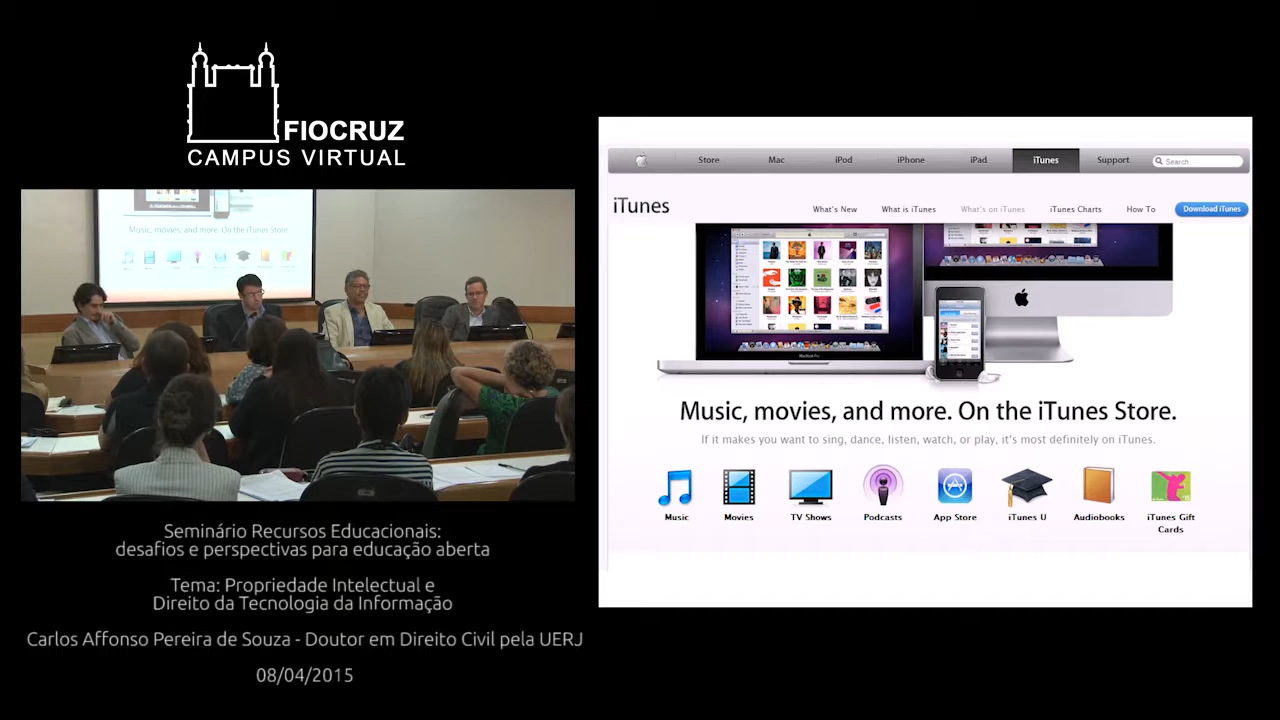 FIOCRUZ
CAMPUS VIRTUAL
Music, movies, and more. On the iTunes Store.
Seminário Recursos Educacionais:
desafios e perspectivas para educação aberta
Tema: Propriedade Intelectual e
Direito da Tecnologia da Informação
Carlos Affonso Pereira de Souza - Doutor em Direito Civil pela UERJ
08/04/2015
Store Mac iPod iPhone iPad iTunes Support Search
iTunes
What's New What is iTunes What's on iTunes iTunes Charts How To Download iTunes
MacBook Pro
Music, movies, and more. On the iTunes Store.
If it makes you want to sing, dance, listen, watch, or play, it's most definitely on iTunes.
Music Movies TV Shows Podcasts App Store iTunes U Audiobooks iTunes Gift
Cards